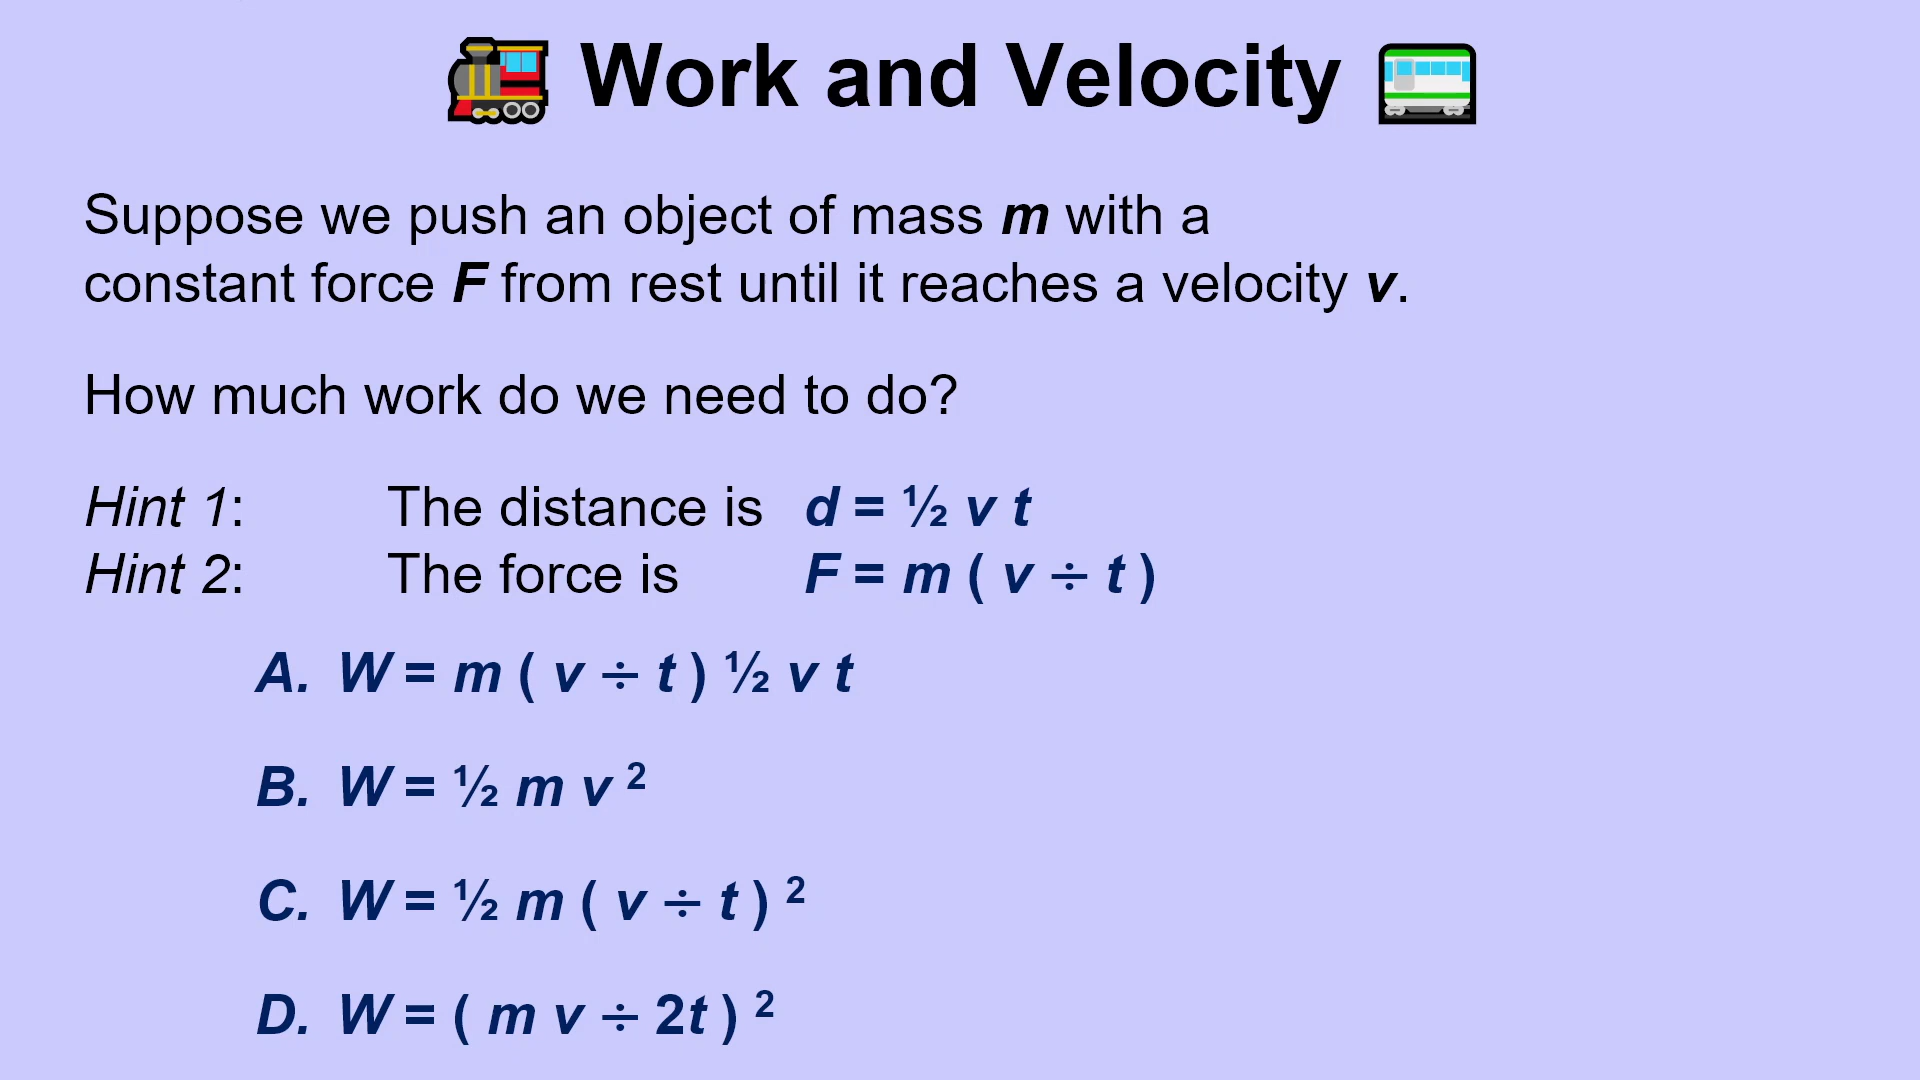 Work and Velocity
Suppose we push an object of mass m with a
constant force F from rest until it reaches a velocity v.
How much work do we need to do?
Hint 1: The distance is d = ½ v t
Hint 2: The force is F = m ( v ÷ t )
A. W = m ( v ÷ t ) ½ v t
B. W = ½ m v ²
C. W = ½ m ( v ÷ t ) ²
D. W = ( m v ÷ 2t ) ²